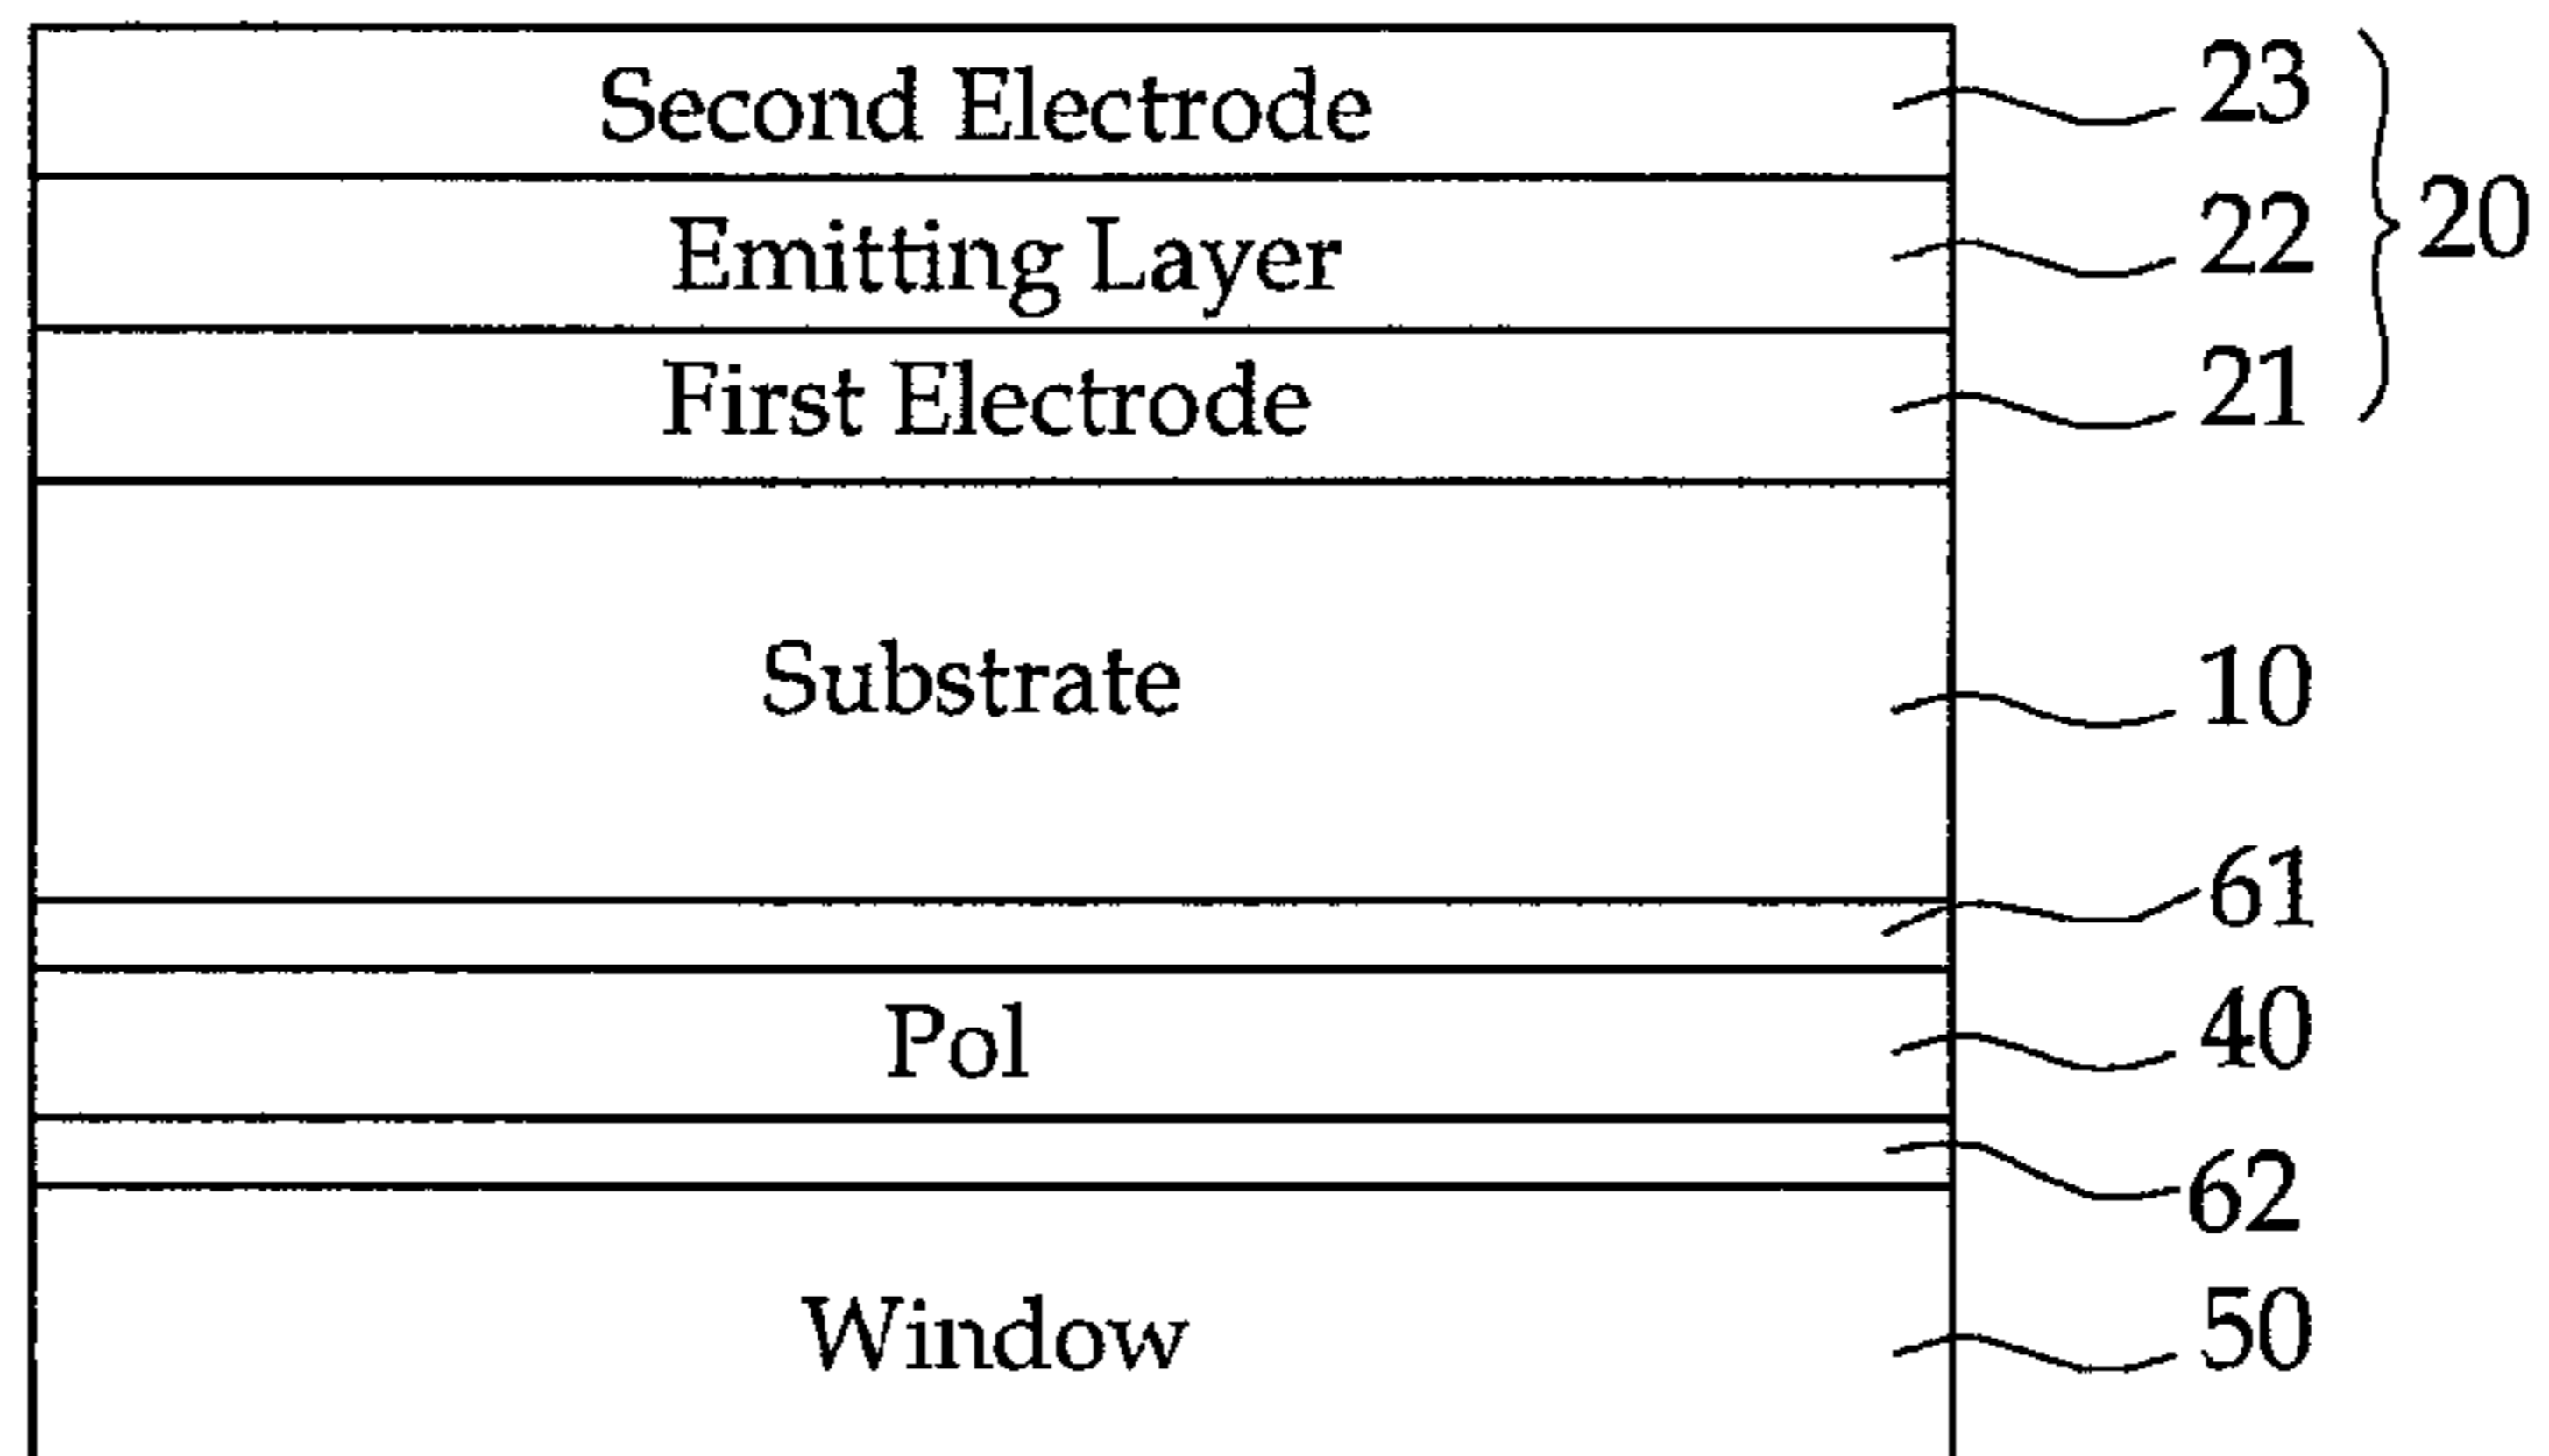 Second Electrode 23
Emitting Layer 22 20
First Electrode 21
Substrate 10
61
Pol 40
62
Window 50